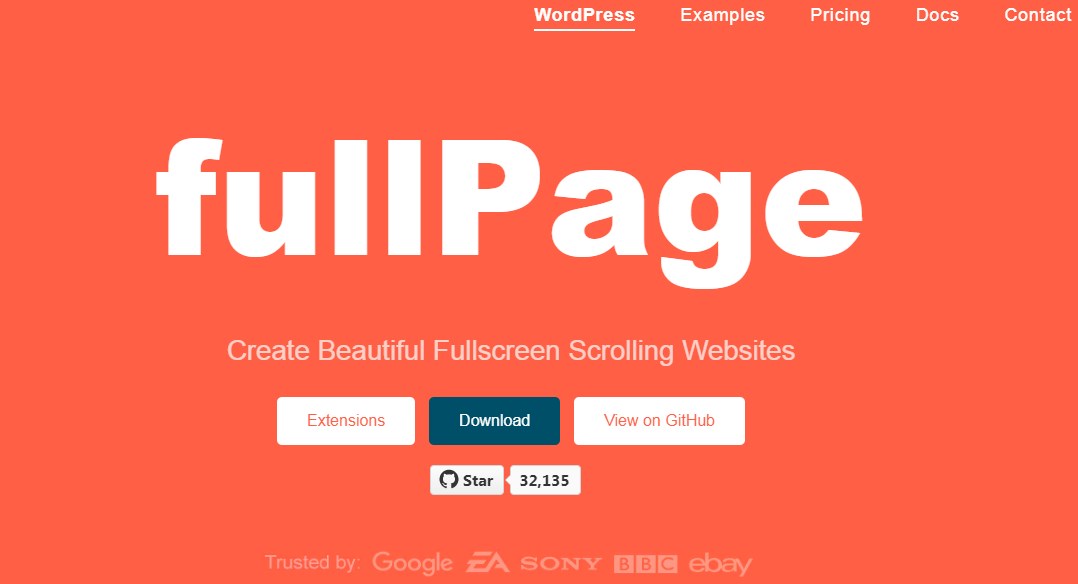 WordPress Examples Pricing Docs Contact
fullPage
Create Beautiful Fullscreen Scrolling Websites
Extensions Download View on GitHub
Star 32,135
Trusted by: Google EA SONY BBC ebay